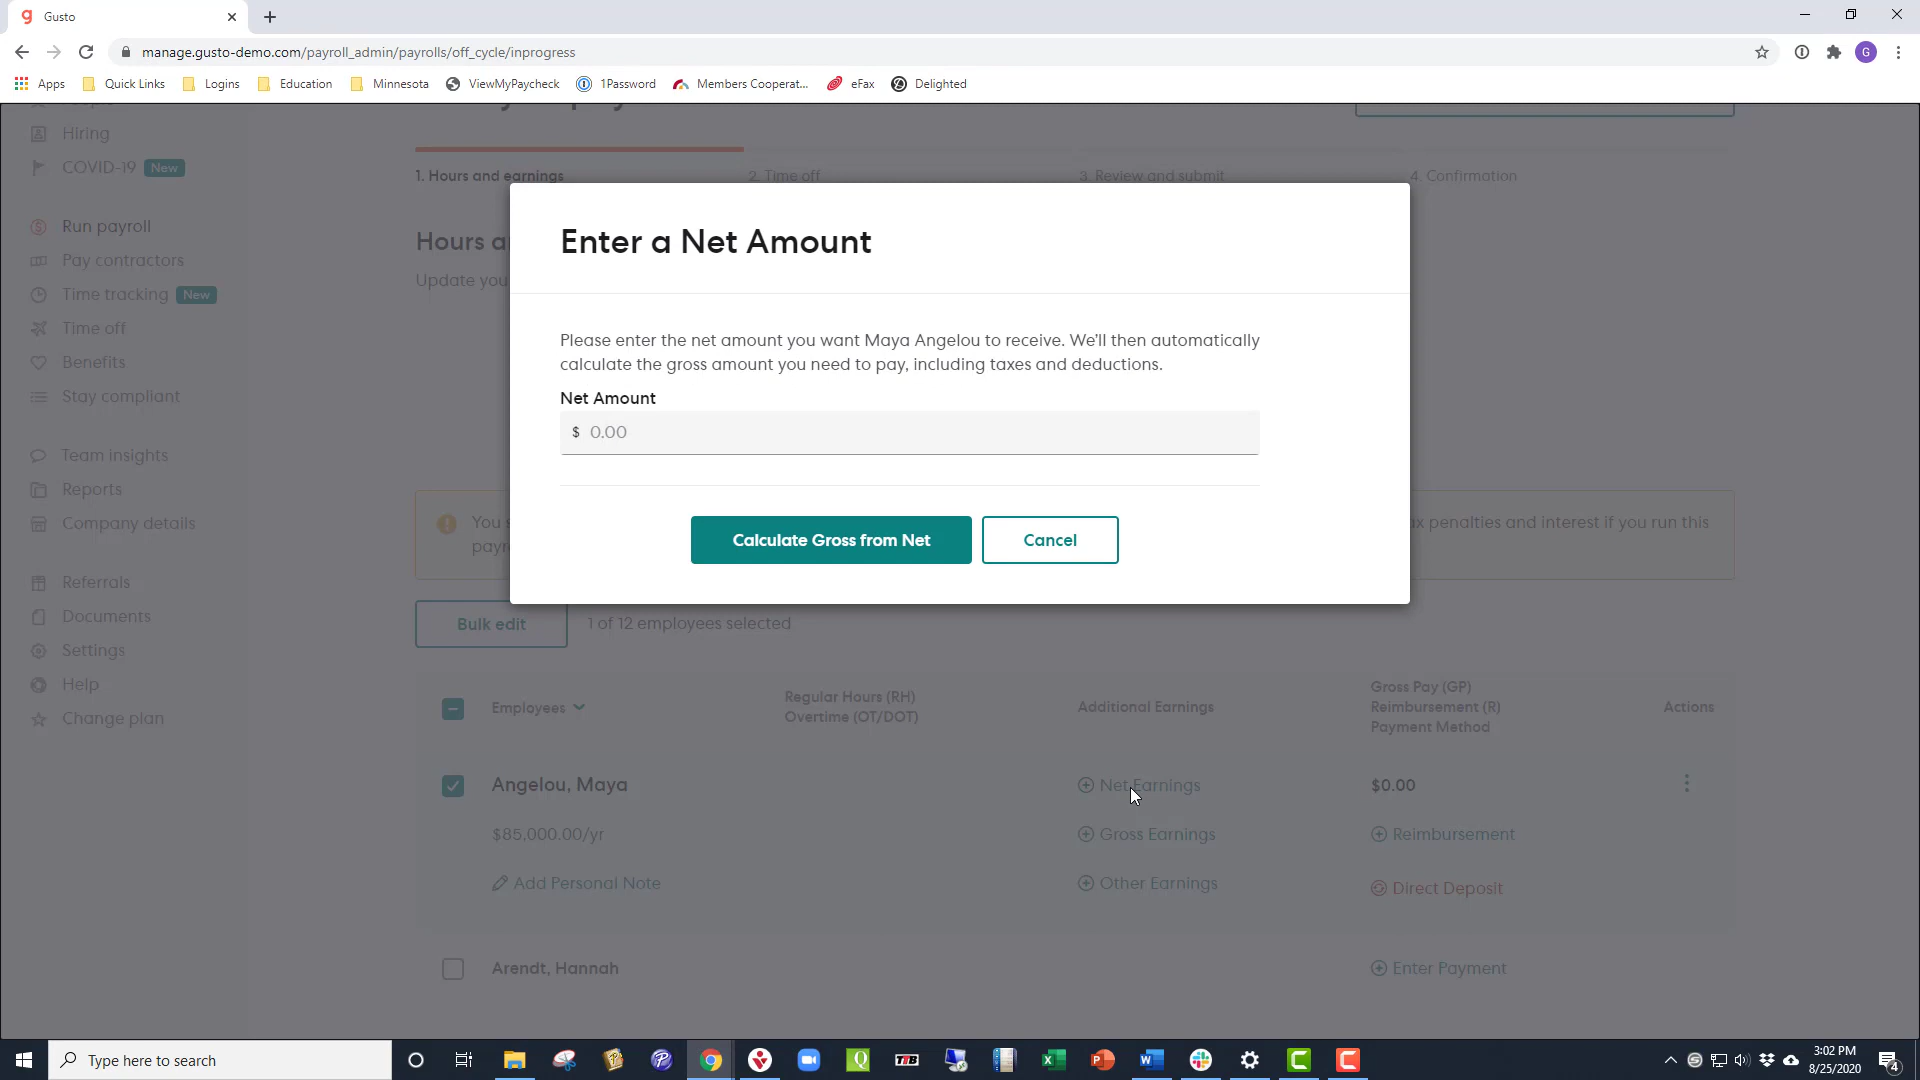 Gusto
manage.gusto-demo.com/payroll_admin/payrolls/off_cycle/inprogress
G
Apps
Quick Links
Logins
Education
Minnesota
ViewMyPaycheck
1Password
Members Cooperat...
eFax
Delighted
Hiring
COVID-19 New
Run payroll
Pay contractors
Time tracking New
Time off
Benefits
Stay compliant
Team insights
Reports
Company details
Referrals
Documents
Settings
Help
Change plan
1. Hours and earnings
2. Time off
3. Review and submit
4. Confirmation
Hours a
Update you
Enter a Net Amount
Please enter the net amount you want Maya Angelou to receive. We'll then automatically
calculate the gross amount you need to pay, including taxes and deductions.
Net Amount
$ 0.00
Calculate Gross from Net
Cancel
You s
payr
ax penalties and interest if you run this
Bulk edit
1 of 12 employees selected
Employees
Regular Hours (RH)
Overtime (OT/DOT)
Additional Earnings
Gross Pay (GP)
Reimbursement (R)
Payment Method
Actions
Angelou, Maya
Net Earnings
$0.00
$85,000.00/yr
Gross Earnings
Reimbursement
Add Personal Note
Other Earnings
Direct Deposit
Arendt, Hannah
Enter Payment
Type here to search
3:02 PM
8/25/2020
4